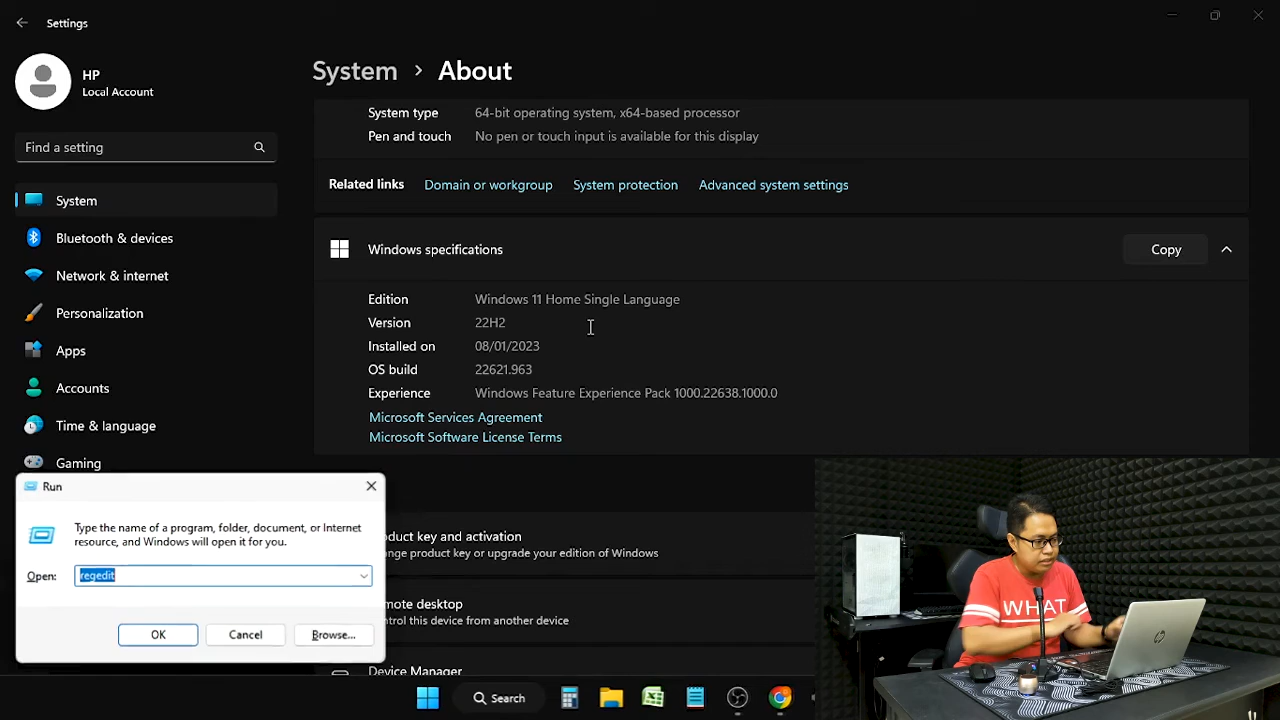 Settings
HP
Local Account
Find a setting
System
Bluetooth & devices
Network & internet
Personalization
Apps
Accounts
Time & language
Gaming
System > About
System type 64-bit operating system, x64-based processor
Pen and touch No pen or touch input is available for this display
Related links Domain or workgroup System protection Advanced system settings
Windows specifications Copy
Edition Windows 11 Home Single Language
Version 22H2
Installed on 08/01/2023
OS build 22621.963
Experience Windows Feature Experience Pack 1000.22638.1000.0
Microsoft Services Agreement
Microsoft Software License Terms
oduct key and activation
nge product key or upgrade your edition of Windows
mote desktop
ntrol this device from another device
Device Manager
Run
Type the name of a program, folder, document, or Internet
resource, and Windows will open it for you.
Open: regedit
OK Cancel Browse...
Search
WHAT
hp